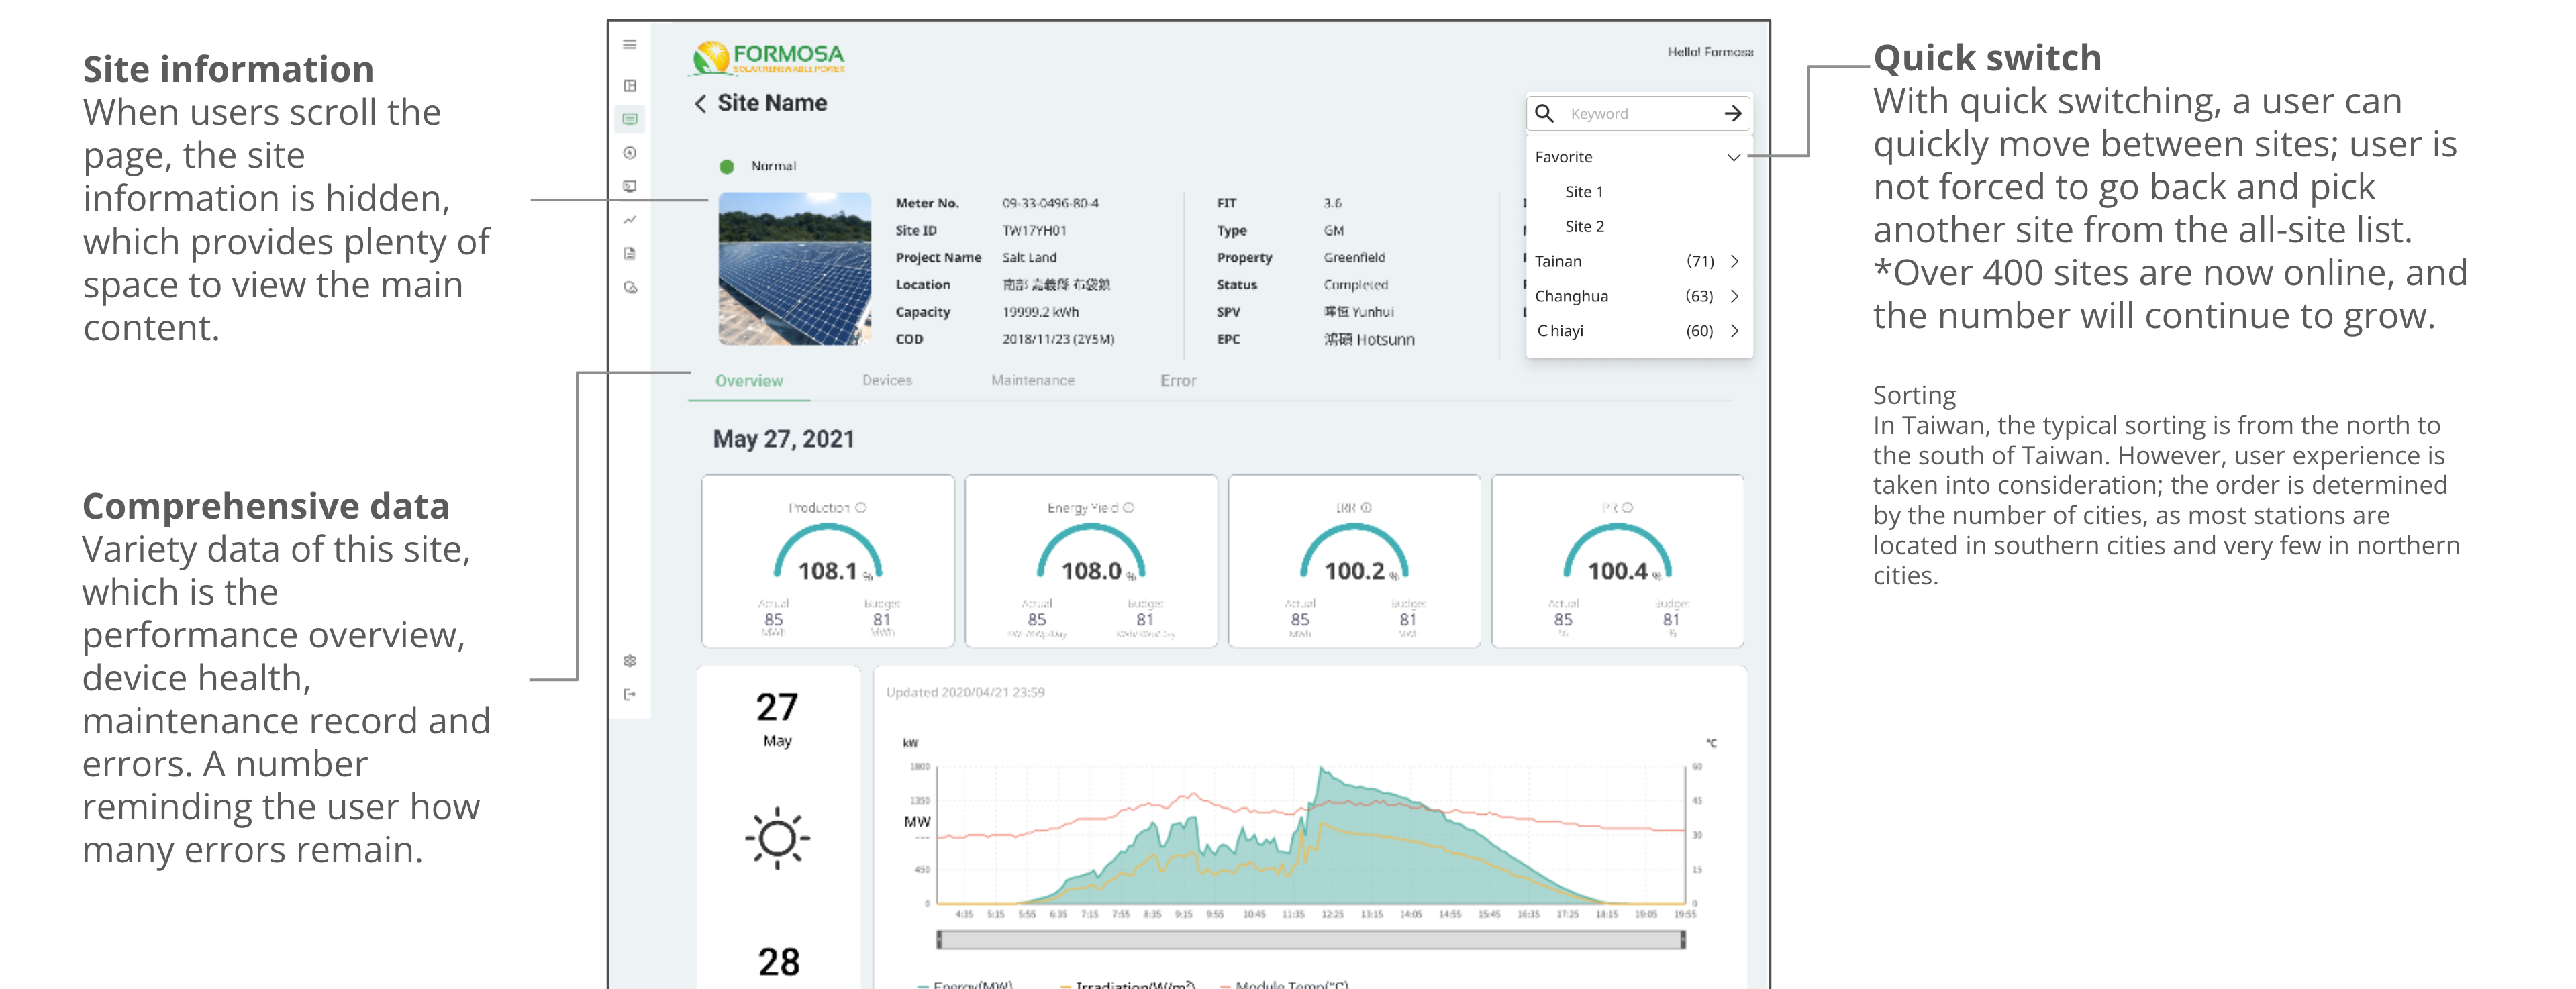 Site information
When users scroll the
page, the site
information is hidden,
which provides plenty of
space to view the main
content.
Comprehensive data
Variety data of this site,
which is the
performance overview,
device health,
maintenance record and
errors. A number
reminding the user how
many errors remain.
FORMOSA
SOLAR RENEWABLE POWER
Hello! Formosa
Site Name
Normal
Meter No. 09-33-0496-80-4
Site ID TW17YH01
Project Name Salt Land
Location 南部 嘉義縣 布袋鎮
Capacity 19999.2 kWh
COD 2018/11/23 (2Y5M)
FIT 3.6
Type GM
Property Greenfield
Status Completed
SPV Yunhui
EPC 鴻碩 Hotsunn
Keyword
Favorite
Site 1
Site 2
Tainan (71)
Changhua (63)
Chiayi (60)
Overview Devices Maintenance Error
May 27, 2021
Production
108.1 %
Actual Budget
85 81
MWh MWh
Energy Yield
108.0 %
Actual Budget
85 81
100.2 %
Actual Budget
85 81
MWh MWh
PR
100.4 %
Actual Budget
85 81
% %
27
May
28
Updated 2020/04/21 23:59
kW °C
1800 60
1350 45
MW
30
450 15
0 0
4:35 5:15 5:55 6:35 7:15 7:55 8:35 9:15 9:55 10:45 11:35 12:25 13:15 14:05 14:55 15:45 16:35 17:25 18:15 19:05 19:55
Energy(MW) Irradiation(W/m²) Module Temp(°C)
Quick switch
With quick switching, a user can
quickly move between sites; user is
not forced to go back and pick
another site from the all-site list.
*Over 400 sites are now online, and
the number will continue to grow.
Sorting
In Taiwan, the typical sorting is from the north to
the south of Taiwan. However, user experience is
taken into consideration; the order is determined
by the number of cities, as most stations are
located in southern cities and very few in northern
cities.